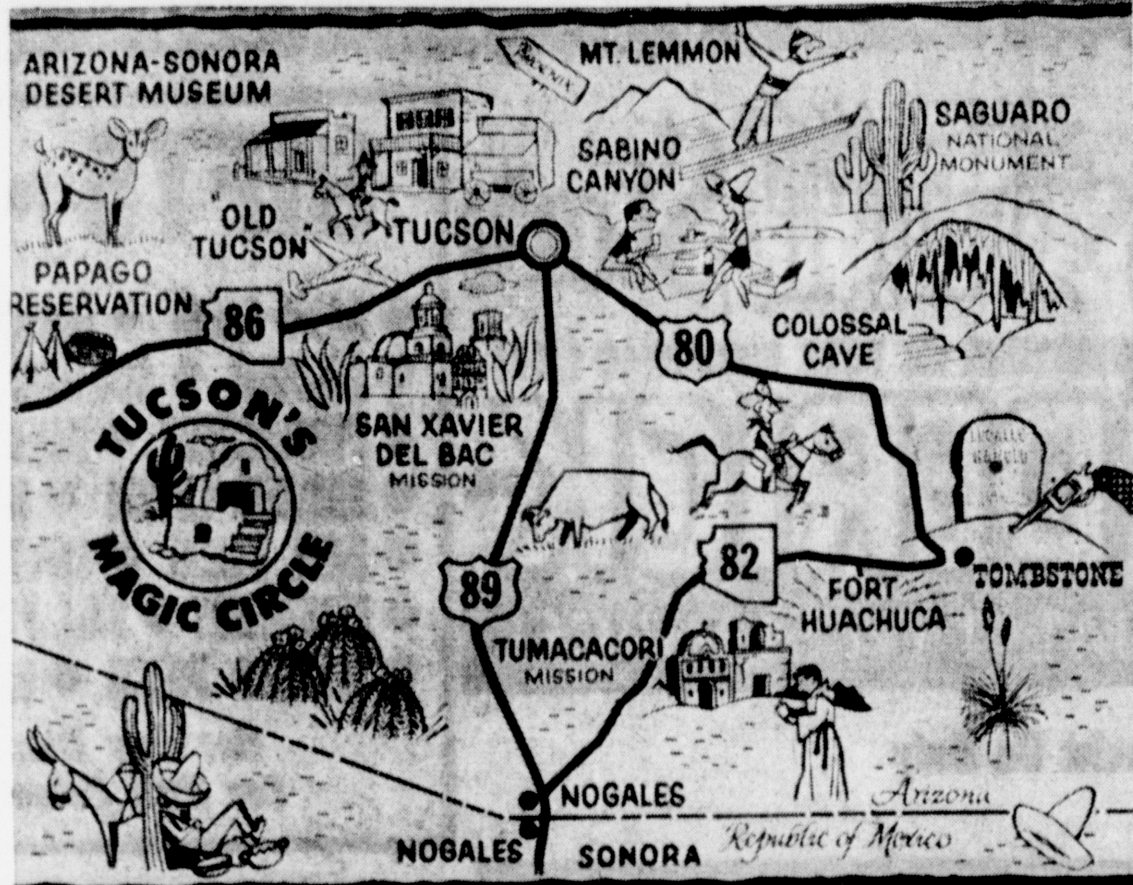 ARIZONA-SONORA
DESERT MUSEUM
PHOENIX
MT. LEMMON
SABINO
CANYON
SAGUARO
NATIONAL
MONUMENT
"OLD
TUCSON"
TUCSON
PAPAGO
RESERVATION
86
80
COLOSSAL
CAVE
TUCSON'S
MAGIC CIRCLE
SAN XAVIER
DEL BAC
MISSION
89
82
FORT
HUACHUCA
TOMBSTONE
TUMACACORI
MISSION
NOGALES
Arizona
Republic of Mexico
NOGALES
SONORA